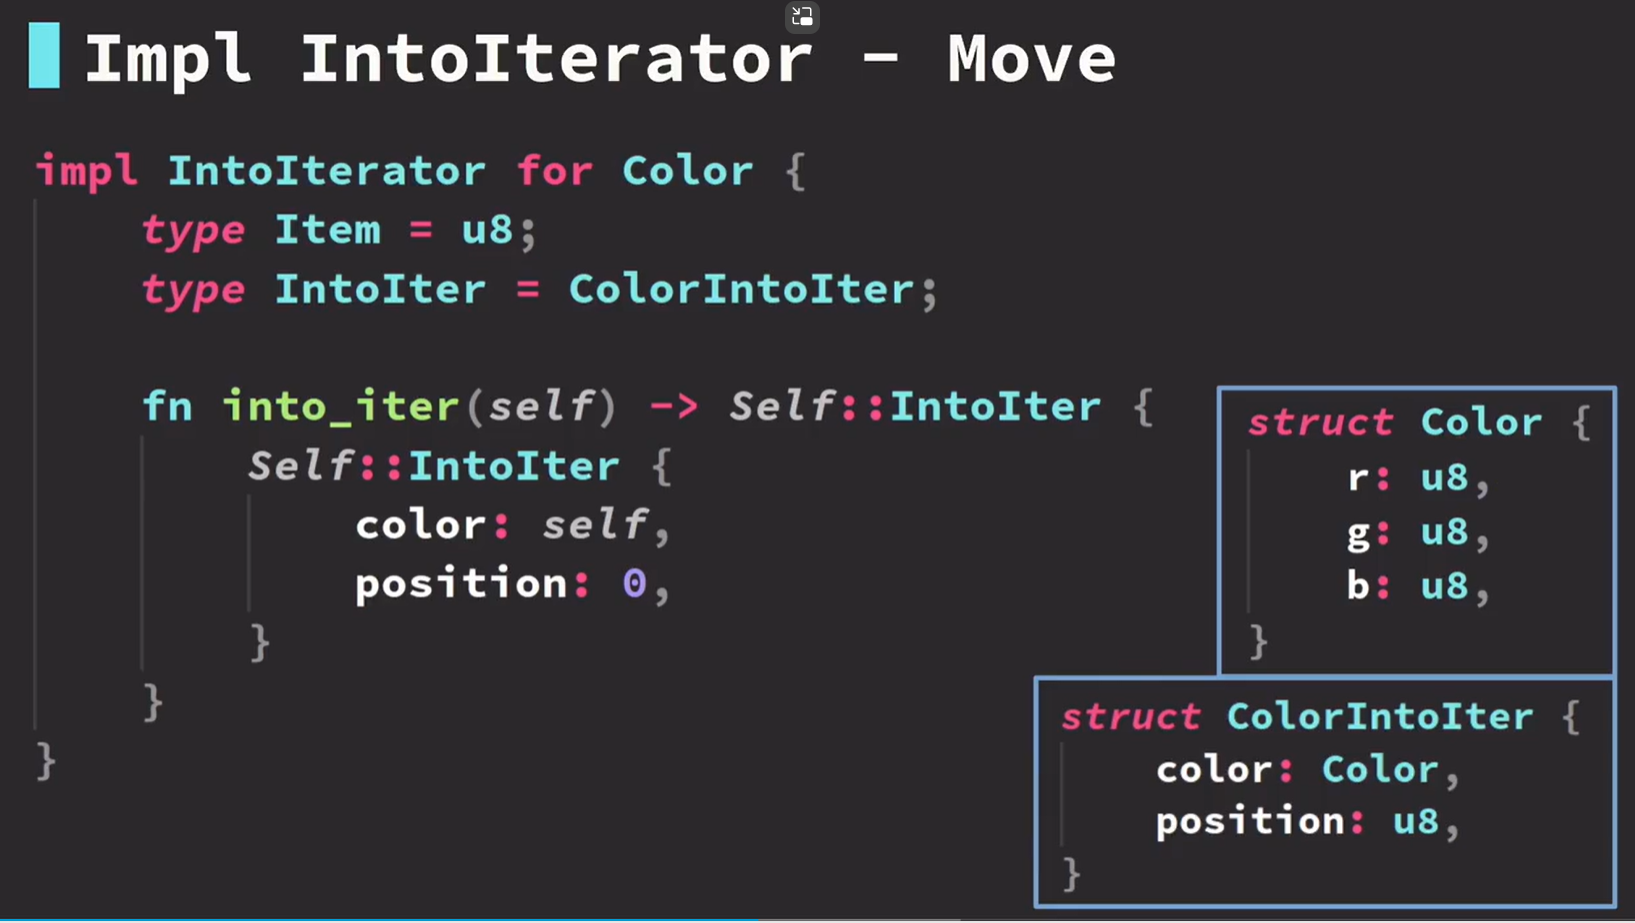 Impl IntoIterator - Move
impl IntoIterator for Color {
type Item = u8;
type IntoIter = ColorIntoIter;
fn into_iter(self) -> Self::IntoIter {
Self::IntoIter {
color: self,
position: 0,
}
}
}
struct Color {
r: u8,
g: u8,
b: u8,
}
struct ColorIntoIter {
color: Color,
position: u8,
}